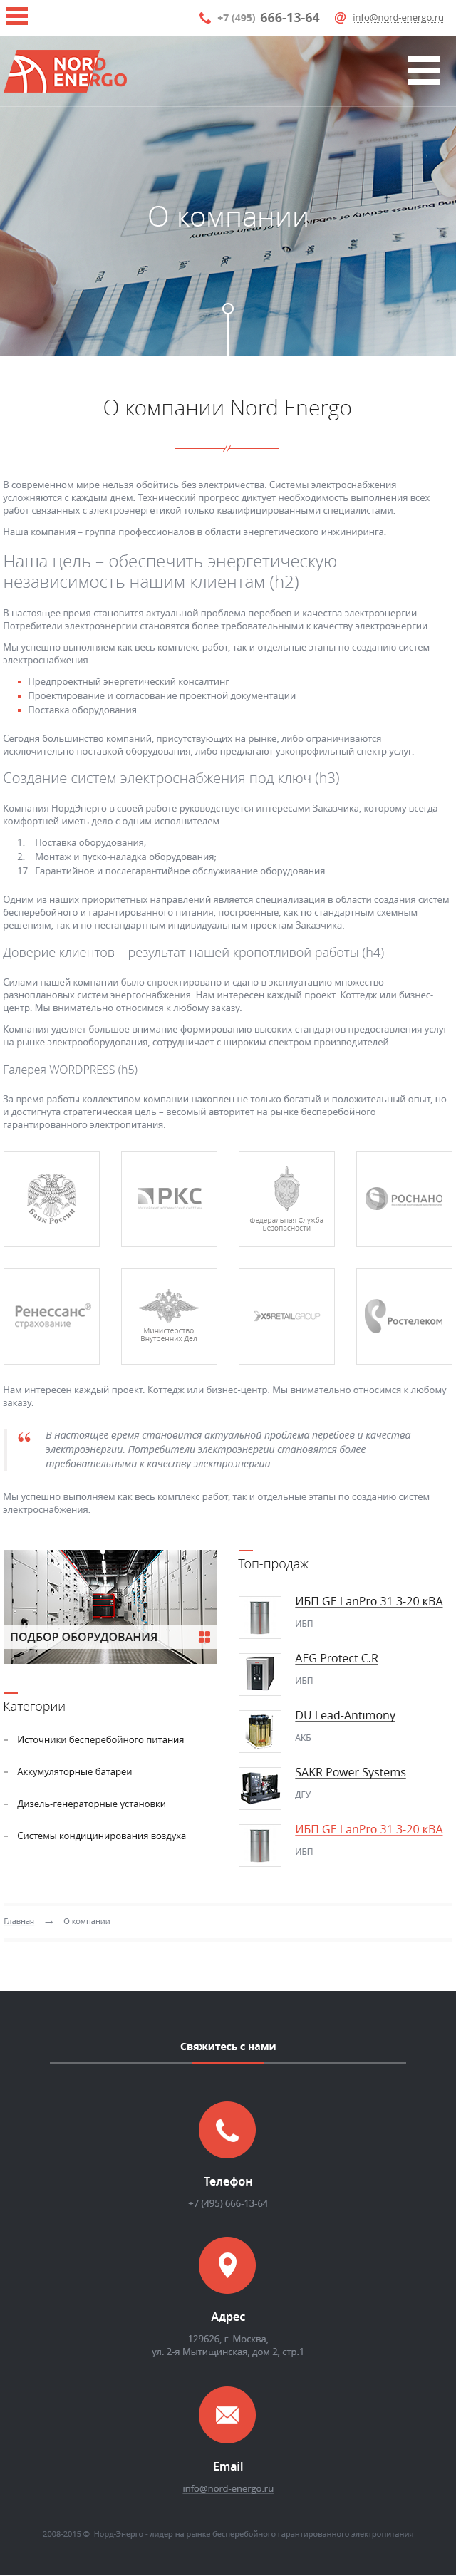 +7 (495) 666-13-64
info@nord-energo.ru
NORD
ENERGO
О компании
О компании Nord Energo
В современном мире нельзя обойтись без электричества. Системы электроснабжения
усложняются с каждым днем. Технический прогресс диктует необходимость выполнения всех
работ связанных с электроэнергетикой только квалифицированными специалистами.
Наша компания – группа профессионалов в области энергетического инжиниринга.
Наша цель – обеспечить энергетическую
независимость нашим клиентам (h2)
В настоящее время становится актуальной проблема перебоев и качества электроэнергии.
Потребители электроэнергии становятся более требовательными к качеству электроэнергии.
Мы успешно выполняем как весь комплекс работ, так и отдельные этапы по созданию систем
электроснабжения.
Предпроектный энергетический консалтинг
Проектирование и согласование проектной документации
Поставка оборудования
Сегодня большинство компаний, присутствующих на рынке, либо ограничиваются
исключительно поставкой оборудования, либо предлагают узкопрофильный спектр услуг.
Создание систем электроснабжения под ключ (h3)
Компания НордЭнерго в своей работе руководствуется интересами Заказчика, которому всегда
комфортней иметь дело с одним исполнителем.
1. Поставка оборудования;
2. Монтаж и пуско-наладка оборудования;
17. Гарантийное и послегарантийное обслуживание оборудования
Одним из наших приоритетных направлений является специализация в области создания систем
бесперебойного и гарантированного питания, построенные, как по стандартным схемным
решениям, так и по нестандартным индивидуальным проектам Заказчика.
Доверие клиентов – результат нашей кропотливой работы (h4)
Силами нашей компании было спроектировано и сдано в эксплуатацию множество
разноплановых систем энергоснабжения. Нам интересен каждый проект. Коттедж или бизнес-
центр. Мы внимательно относимся к любому заказу.
Компания уделяет большое внимание формированию высоких стандартов предоставления услуг
на рынке электрооборудования, сотрудничает с широким спектром производителей.
Галерея WORDPRESS (h5)
За время работы коллективом компании накоплен не только богатый и положительный опыт, но
и достигнута стратегическая цель – весомый авторитет на рынке бесперебойного
гарантированного электропитания.
Банк России
РКС
Федеральная Служба
Безопасности
РОСНАНО
Ренессанс
страхование
Министерство
Внутренних Дел
X5RETAILGROUP
Ростелеком
Нам интересен каждый проект. Коттедж или бизнес-центр. Мы внимательно относимся к любому
заказу.
В настоящее время становится актуальной проблема перебоев и качества
электроэнергии. Потребители электроэнергии становятся более
требовательными к качеству электроэнергии.
Мы успешно выполняем как весь комплекс работ, так и отдельные этапы по созданию систем
электроснабжения.
ПОДБОР ОБОРУДОВАНИЯ
Категории
– Источники бесперебойного питания
– Аккумуляторные батареи
– Дизель-генераторные установки
– Системы кондицинирования воздуха
Топ-продаж
ИБП GE LanPro 31 3-20 кВА
ИБП
AEG Protect C.R
ИБП
DU Lead-Antimony
АКБ
SAKR Power Systems
ДГУ
ИБП GE LanPro 31 3-20 кВА
ИБП
Главная → О компании
Свяжитесь с нами
Телефон
+7 (495) 666-13-64
Адрес
129626, г. Москва,
ул. 2-я Мытищинская, дом 2, стр.1
Email
info@nord-energo.ru
2008-2015 © Норд-Энерго - лидер на рынке бесперебойного гарантированного электропитания